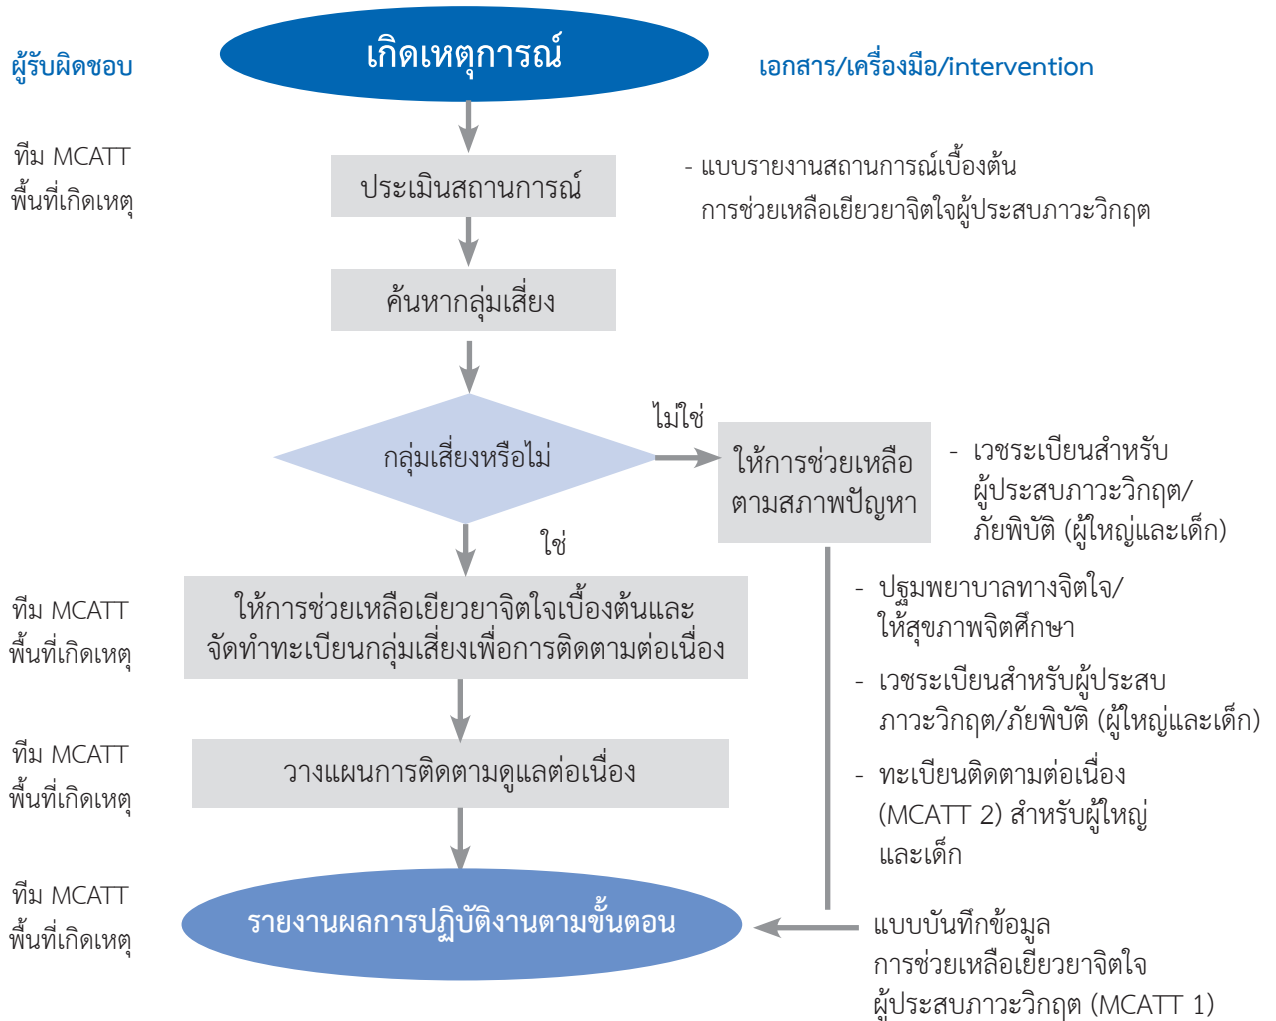 เกิดเหตุการณ์
ผู้รับผิดชอบ
เอกสาร/เครื่องมือ/intervention
ทีม MCATT
พื้นที่เกิดเหตุ
ประเมินสถานการณ์
- แบบรายงานสถานการณ์เบื้องต้น
การช่วยเหลือเยียวยาจิตใจผู้ประสบภาวะวิกฤต
ค้นหากลุ่มเสี่ยง
กลุ่มเสี่ยงหรือไม่
ไม่ใช่
ให้การช่วยเหลือ
ตามสภาพปัญหา
- เวชระเบียนสำหรับ
ผู้ประสบภาวะวิกฤต/
ภัยพิบัติ (ผู้ใหญ่และเด็ก)
ใช่
ทีม MCATT
พื้นที่เกิดเหตุ
ให้การช่วยเหลือเยียวยาจิตใจเบื้องต้นและ
จัดทำทะเบียนกลุ่มเสี่ยงเพื่อการติดตามต่อเนื่อง
- ปฐมพยาบาลทางจิตใจ/
ให้สุขภาพจิตศึกษา
- เวชระเบียนสำหรับผู้ประสบ
ภาวะวิกฤต/ภัยพิบัติ (ผู้ใหญ่และเด็ก)
ทีม MCATT
พื้นที่เกิดเหตุ
วางแผนการติดตามดูแลต่อเนื่อง
- ทะเบียนติดตามต่อเนื่อง
(MCATT 2) สำหรับผู้ใหญ่
และเด็ก
ทีม MCATT
พื้นที่เกิดเหตุ
รายงานผลการปฏิบัติงานตามขั้นตอน
แบบบันทึกข้อมูล
การช่วยเหลือเยียวยาจิตใจ
ผู้ประสบภาวะวิกฤต (MCATT 1)